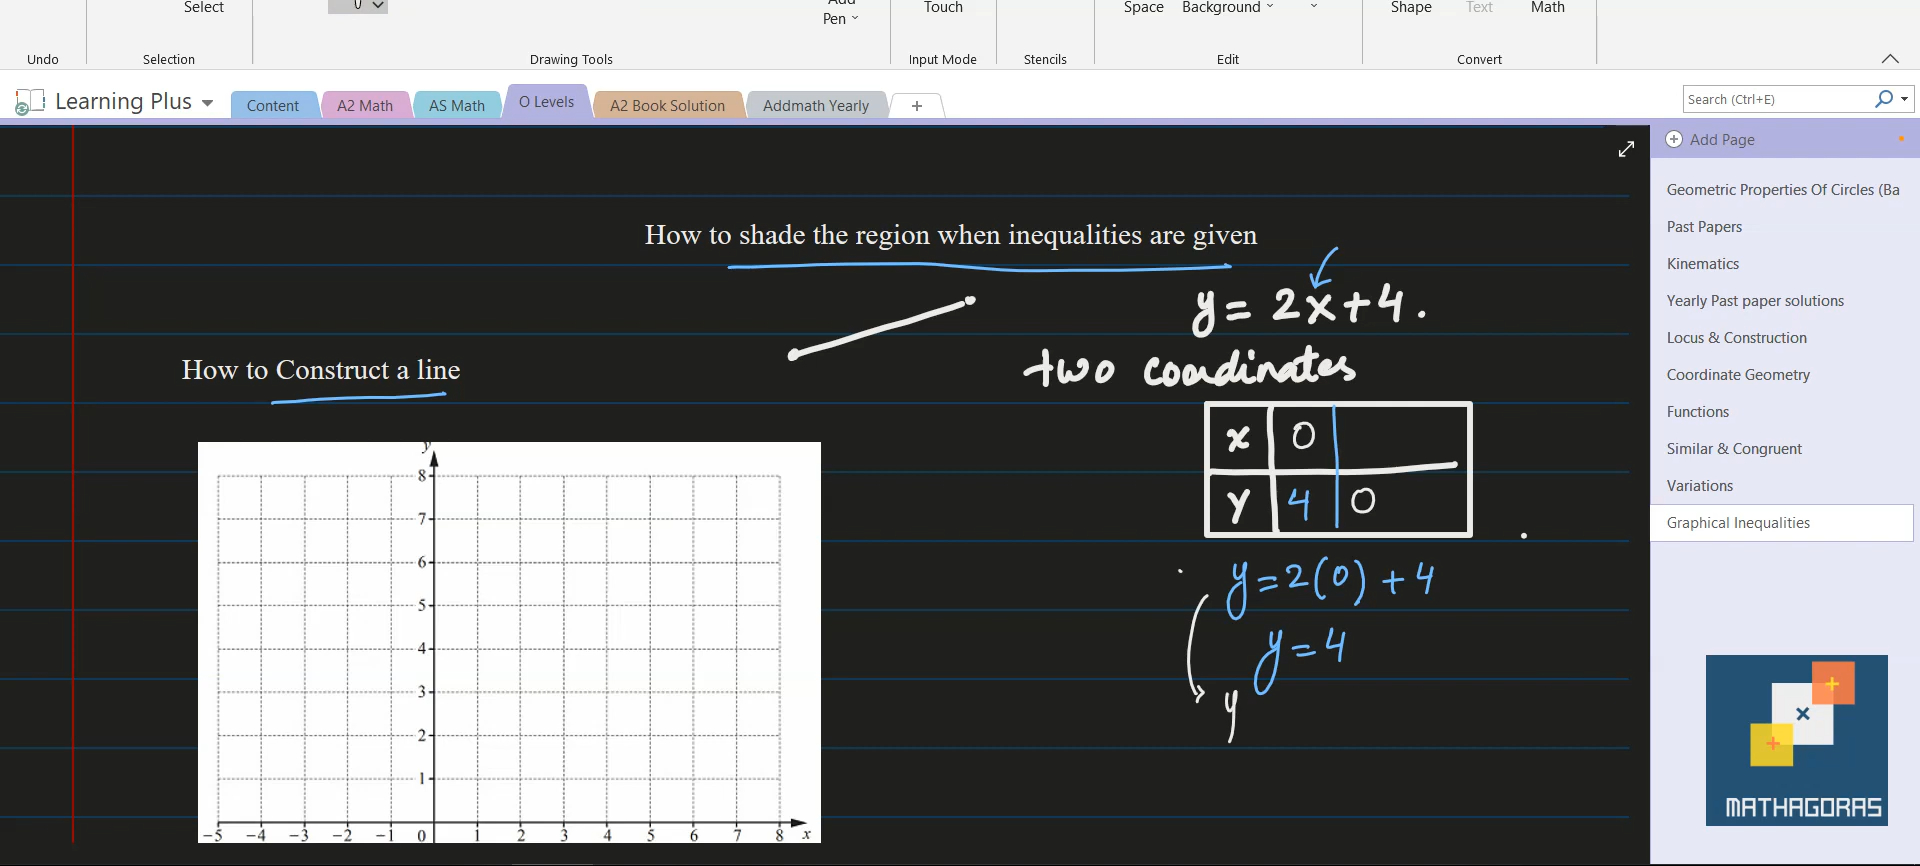 Select
0
Add
Pen
Touch
Space
Background
Shape
Text
Math
Undo
Selection
Drawing Tools
Input Mode
Stencils
Edit
Convert
Learning Plus
Content
A2 Math
AS Math
O Levels
A2 Book Solution
Addmath Yearly
+
Search (Ctrl+E)
Add Page
Geometric Properties Of Circles (Ba
Past Papers
Kinematics
Yearly Past paper solutions
Locus & Construction
Coordinate Geometry
Functions
Similar & Congruent
Variations
Graphical Inequalities
How to shade the region when inequalities are given
y = 2x + 4 .
two coordinates
How to Construct a line
x 0
y 4 0
y = 2(0) + 4
y = 4
y
y
8
7
6
5
4
3
2
1
−5 −4 −3 −2 −1 0 1 2 3 4 5 6 7 8 x
+
×
+
MATHAGORAS